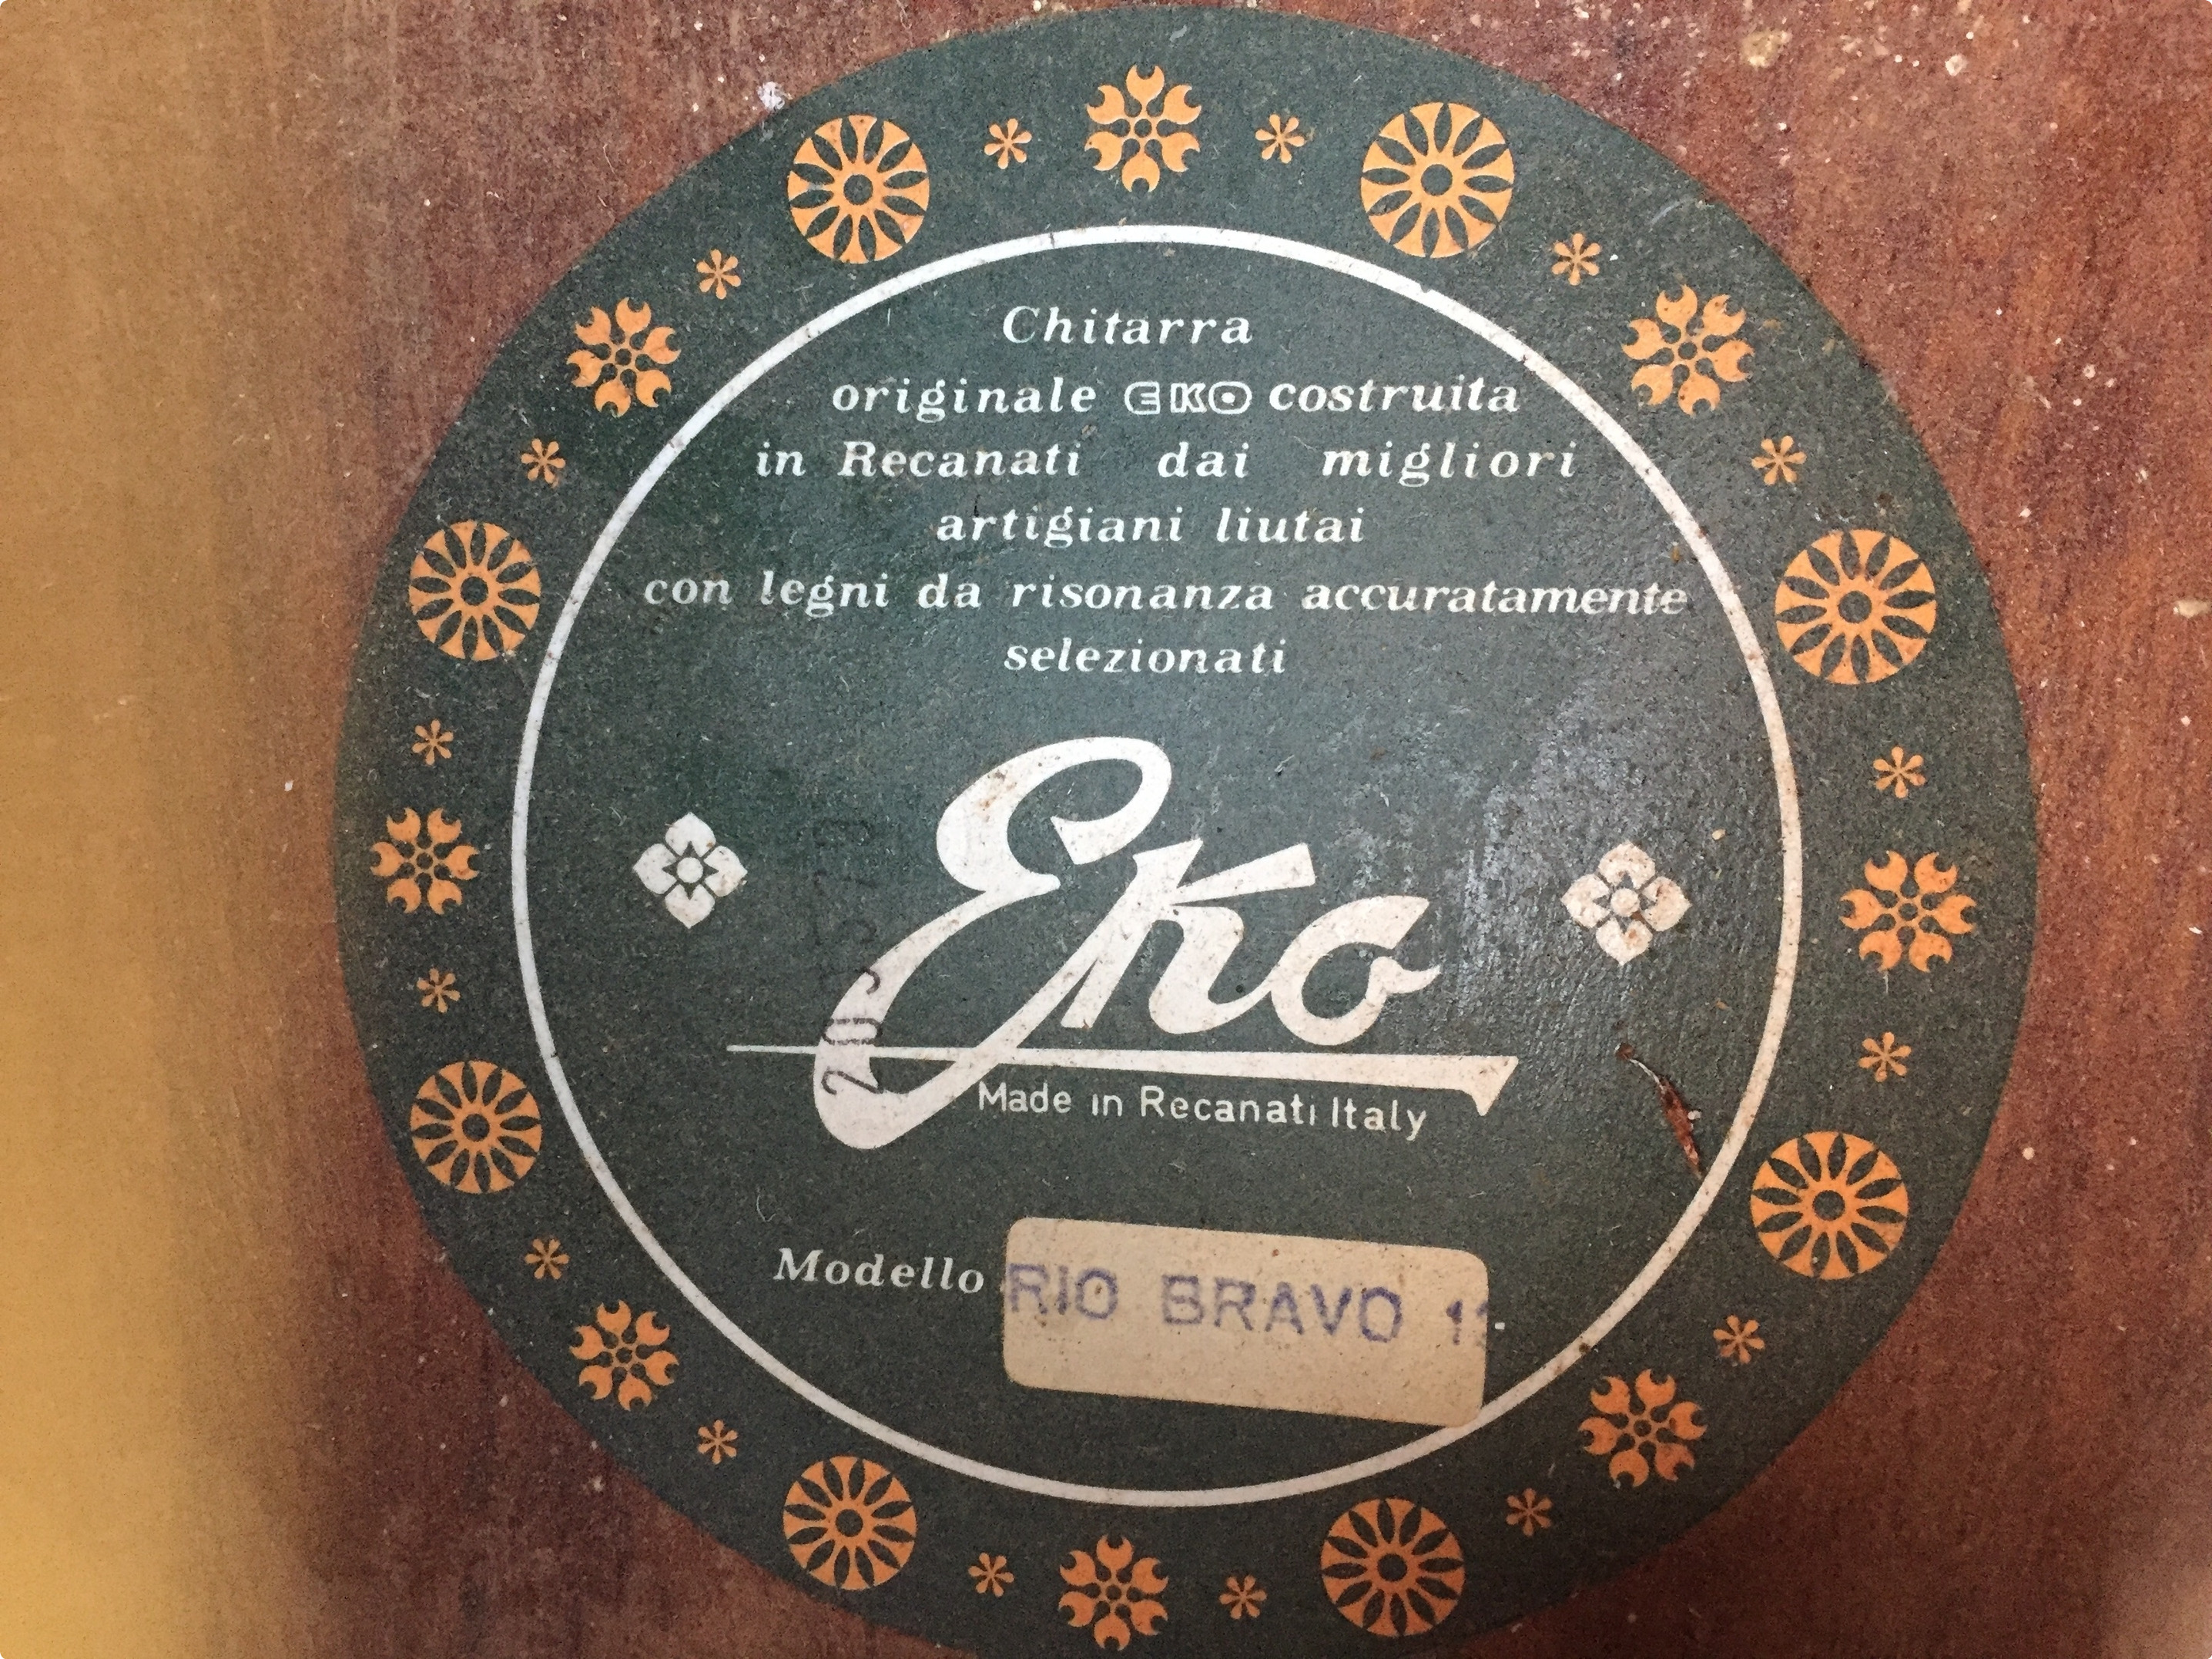 Chitarra
originale EKO costruita
in Recanati dai migliori
artigiani liutai
con legni da risonanza accuratamente
selezionati
Eko
Made in Recanati Italy
Modello RIO BRAVO